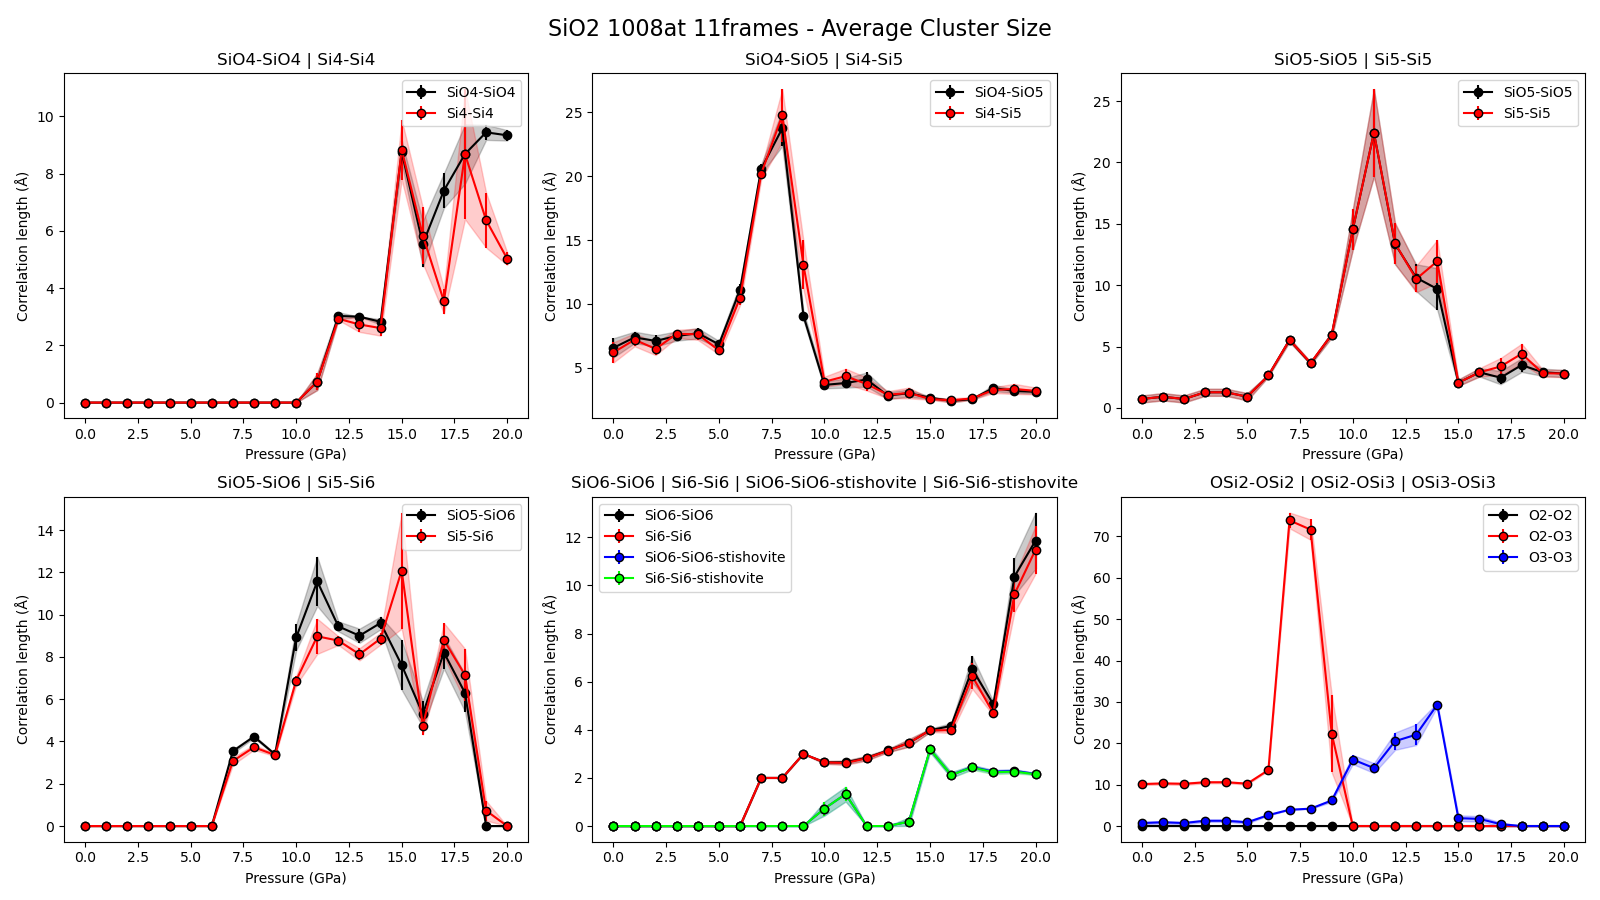 SiO2 1008at 11frames - Average Cluster Size
SiO4-SiO4 | Si4-Si4
SiO4-SiO4
Si4-Si4
10
8
6
4
2
0
Correlation length (Å)
0.0 2.5 5.0 7.5 10.0 12.5 15.0 17.5 20.0
Pressure (GPa)
SiO4-SiO5 | Si4-Si5
SiO4-SiO5
Si4-Si5
25
20
15
10
5
Correlation length (Å)
0.0 2.5 5.0 7.5 10.0 12.5 15.0 17.5 20.0
Pressure (GPa)
SiO5-SiO5 | Si5-Si5
SiO5-SiO5
Si5-Si5
25
20
15
10
5
0
Correlation length (Å)
0.0 2.5 5.0 7.5 10.0 12.5 15.0 17.5 20.0
Pressure (GPa)
SiO5-SiO6 | Si5-Si6
SiO5-SiO6
Si5-Si6
14
12
10
8
6
4
2
0
Correlation length (Å)
0.0 2.5 5.0 7.5 10.0 12.5 15.0 17.5 20.0
Pressure (GPa)
SiO6-SiO6 | Si6-Si6 | SiO6-SiO6-stishovite | Si6-Si6-stishovite
SiO6-SiO6
Si6-Si6
SiO6-SiO6-stishovite
Si6-Si6-stishovite
12
10
8
6
4
2
0
Correlation length (Å)
0.0 2.5 5.0 7.5 10.0 12.5 15.0 17.5 20.0
Pressure (GPa)
OSi2-OSi2 | OSi2-OSi3 | OSi3-OSi3
O2-O2
O2-O3
O3-O3
70
60
50
40
30
20
10
0
Correlation length (Å)
0.0 2.5 5.0 7.5 10.0 12.5 15.0 17.5 20.0
Pressure (GPa)